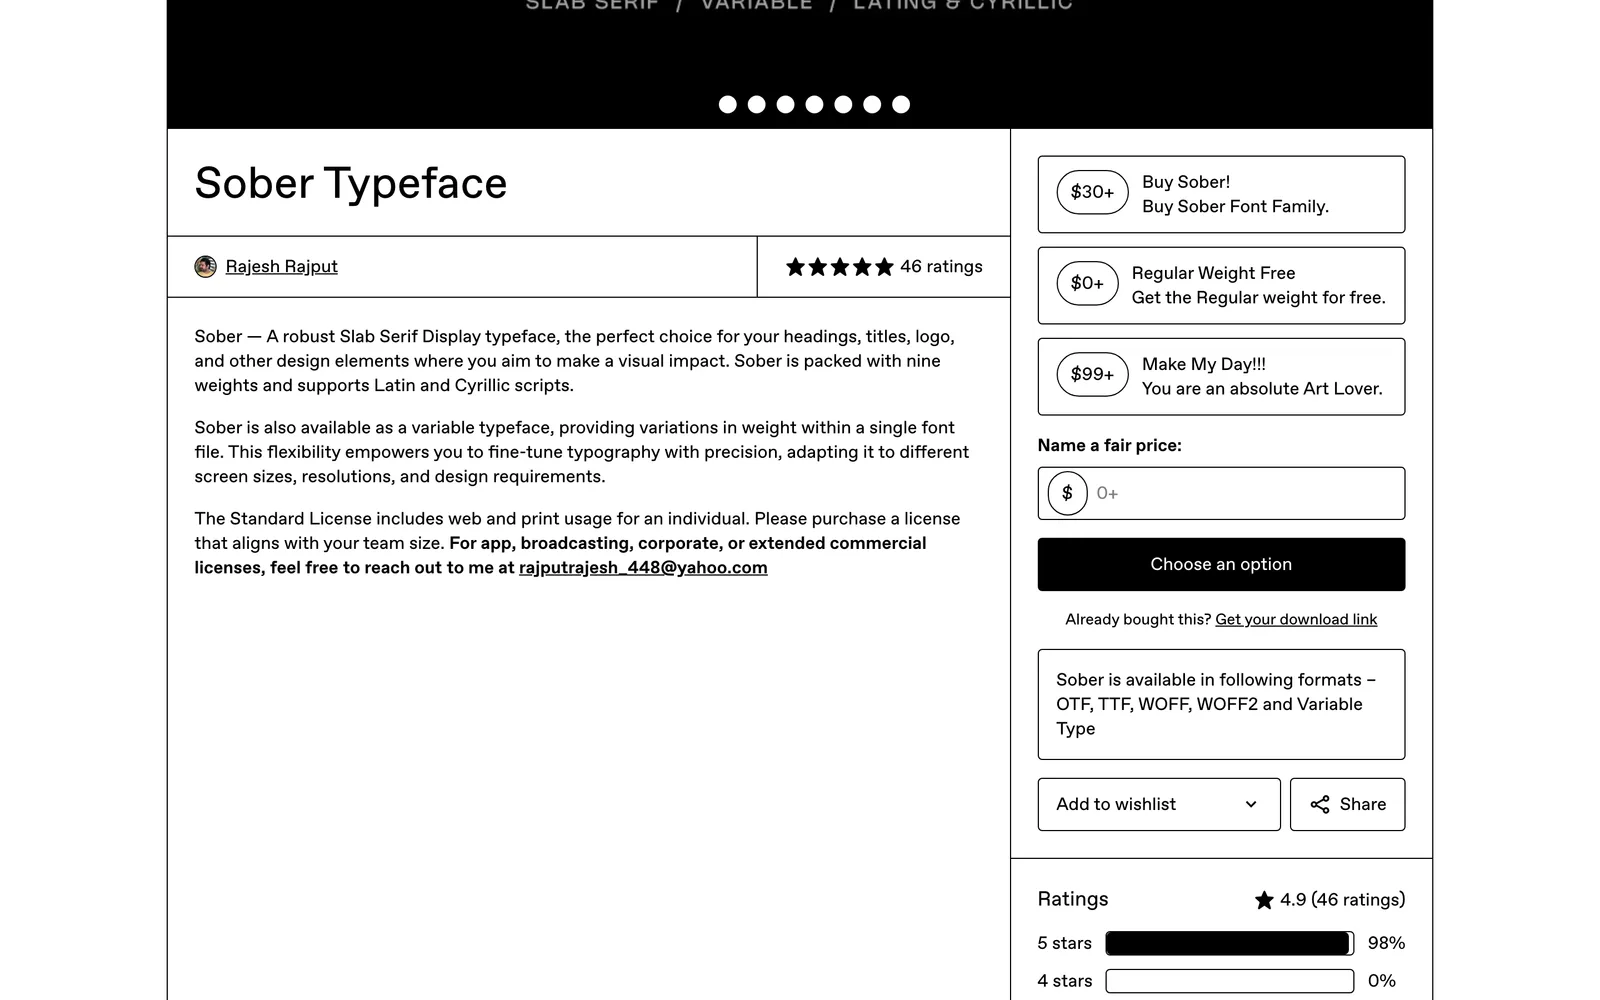 SLAB SERIF / VARIABLE / LATING & CYRILLIC
Sober Typeface
Rajesh Rajput
46 ratings
Sober — A robust Slab Serif Display typeface, the perfect choice for your headings, titles, logo,
and other design elements where you aim to make a visual impact. Sober is packed with nine
weights and supports Latin and Cyrillic scripts.
Sober is also available as a variable typeface, providing variations in weight within a single font
file. This flexibility empowers you to fine-tune typography with precision, adapting it to different
screen sizes, resolutions, and design requirements.
The Standard License includes web and print usage for an individual. Please purchase a license
that aligns with your team size. For app, broadcasting, corporate, or extended commercial
licenses, feel free to reach out to me at rajputrajesh_448@yahoo.com
$30+
Buy Sober!
Buy Sober Font Family.
$0+
Regular Weight Free
Get the Regular weight for free.
$99+
Make My Day!!!
You are an absolute Art Lover.
Name a fair price:
$ 0+
Choose an option
Already bought this? Get your download link
Sober is available in following formats –
OTF, TTF, WOFF, WOFF2 and Variable
Type
Add to wishlist
Share
Ratings
4.9 (46 ratings)
5 stars 98%
4 stars 0%